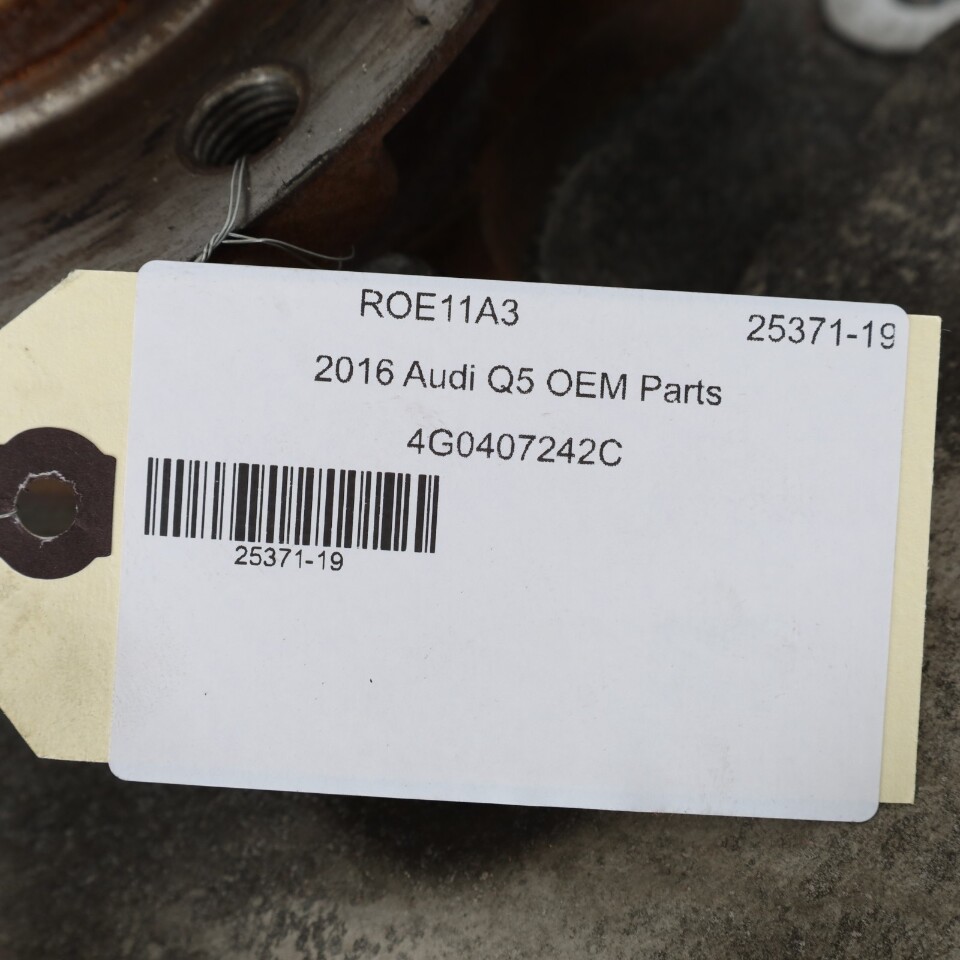 ROE11A3 25371-19
2016 Audi Q5 OEM Parts
4G0407242C
25371-19